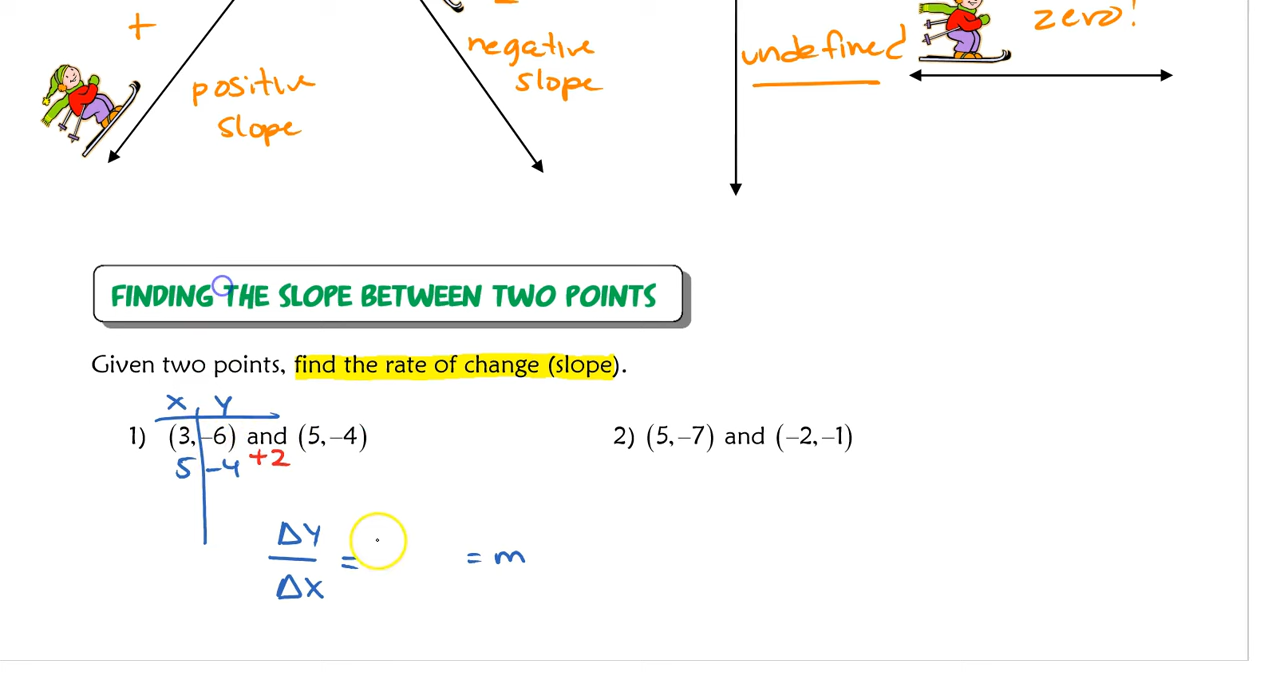 +
positive
slope
negative
slope
undefined
zero!
FINDING THE SLOPE BETWEEN TWO POINTS
Given two points, find the rate of change (slope).
X Y
1) (3, –6) and (5, –4)
5 -4 +2
ΔY
ΔX
= = m
2) (5, –7) and (–2, –1)